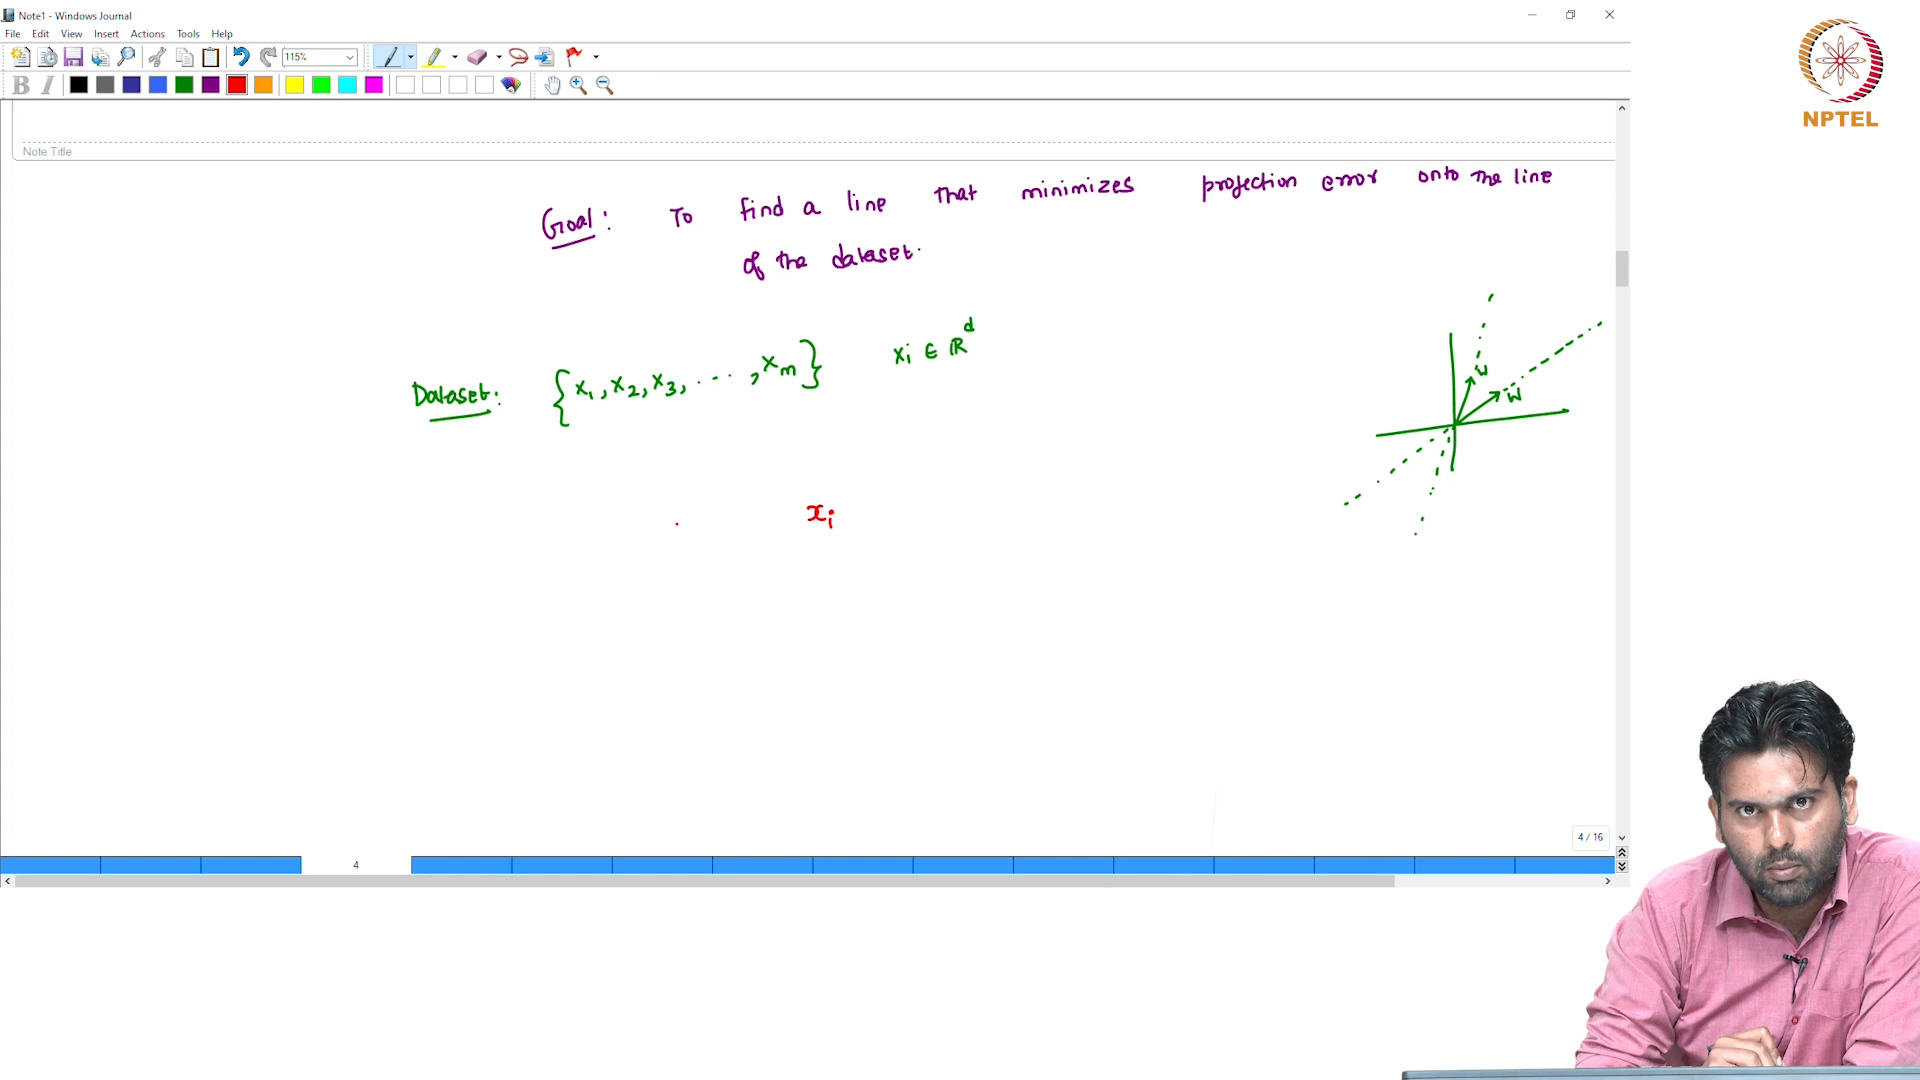 Note1 - Windows Journal
File Edit View Insert Actions Tools Help
115%
B I
NPTEL
Note Title
Goal: To find a line that minimizes projection error onto the line
of the dataset.
Dataset: {x1, x2, x3, ..., xm} xi ∈ ℝ^d
w
w
xi
4 / 16
4